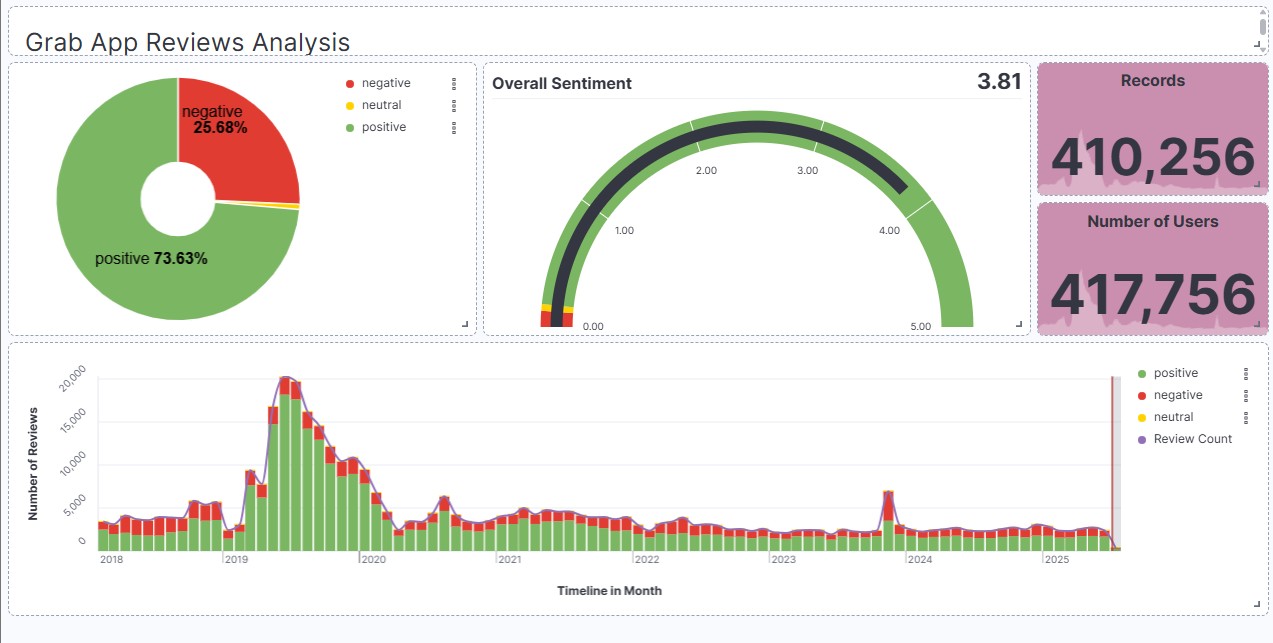 Grab App Reviews Analysis
negative
25.68%
positive 73.63%
negative
neutral
positive
Overall Sentiment
3.81
0.00
1.00
2.00
3.00
4.00
5.00
Records
410,256
Number of Users
417,756
Number of Reviews
20,000
15,000
10,000
5,000
0
2018
2019
2020
2021
2022
2023
2024
2025
Timeline in Month
positive
negative
neutral
Review Count